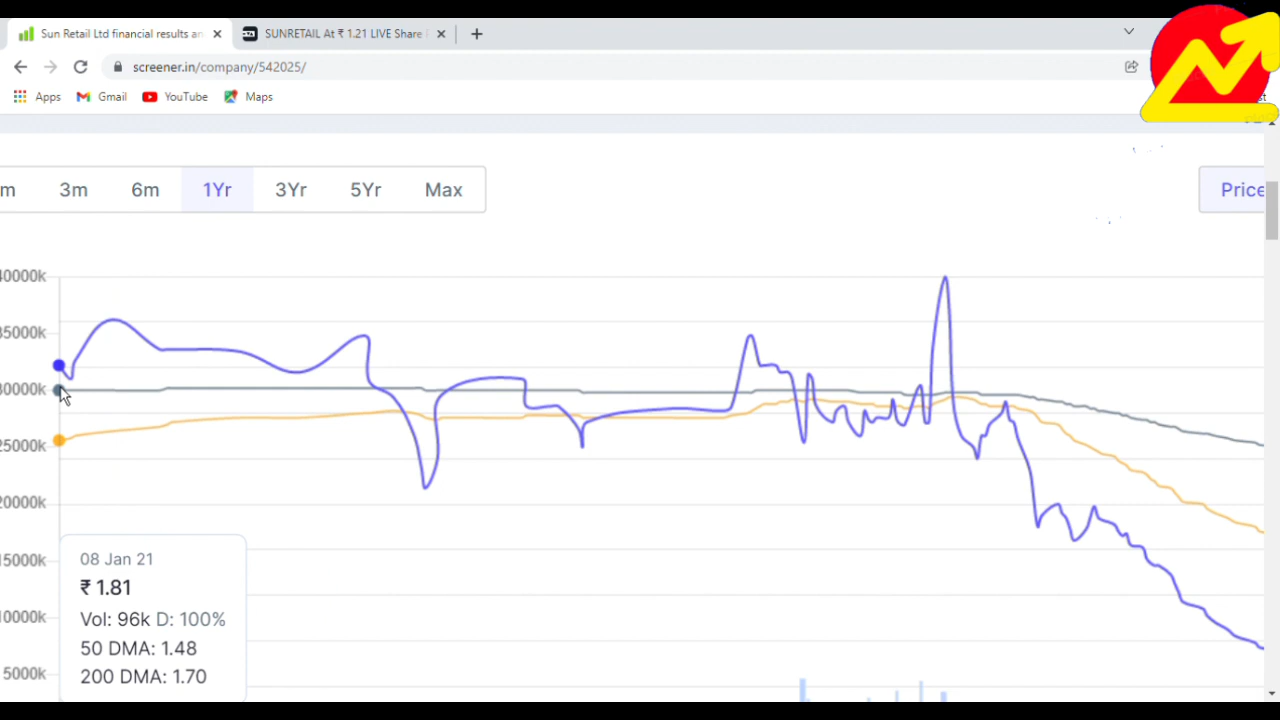 Sun Retail Ltd financial results an
SUNRETAIL At ₹ 1.21 LIVE Share
screener.in/company/542025/
Apps Gmail YouTube Maps
m 3m 6m 1Yr 3Yr 5Yr Max Price
40000k
35000k
30000k
25000k
20000k
15000k
10000k
5000k
08 Jan 21
₹ 1.81
Vol: 96k D: 100%
50 DMA: 1.48
200 DMA: 1.70